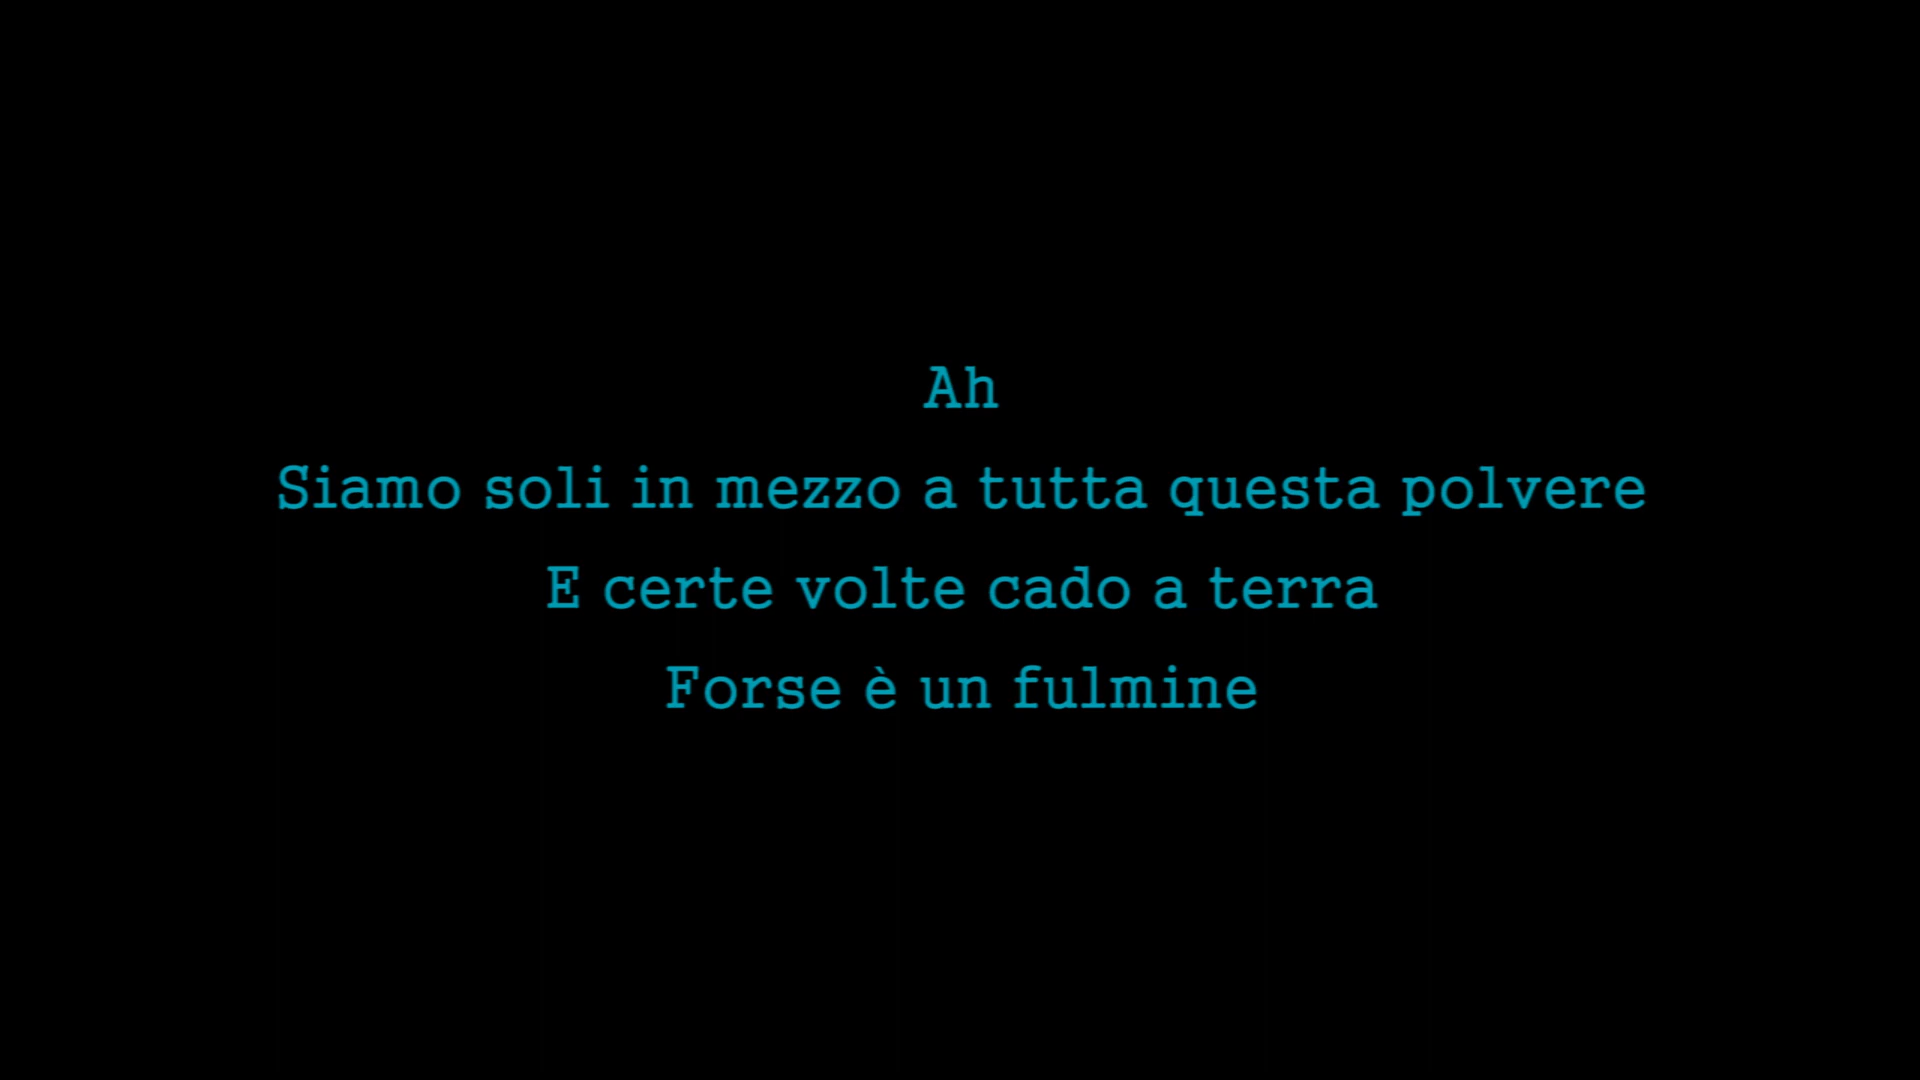 Ah
Siamo soli in mezzo a tutta questa polvere
E certe volte cado a terra
Forse è un fulmine